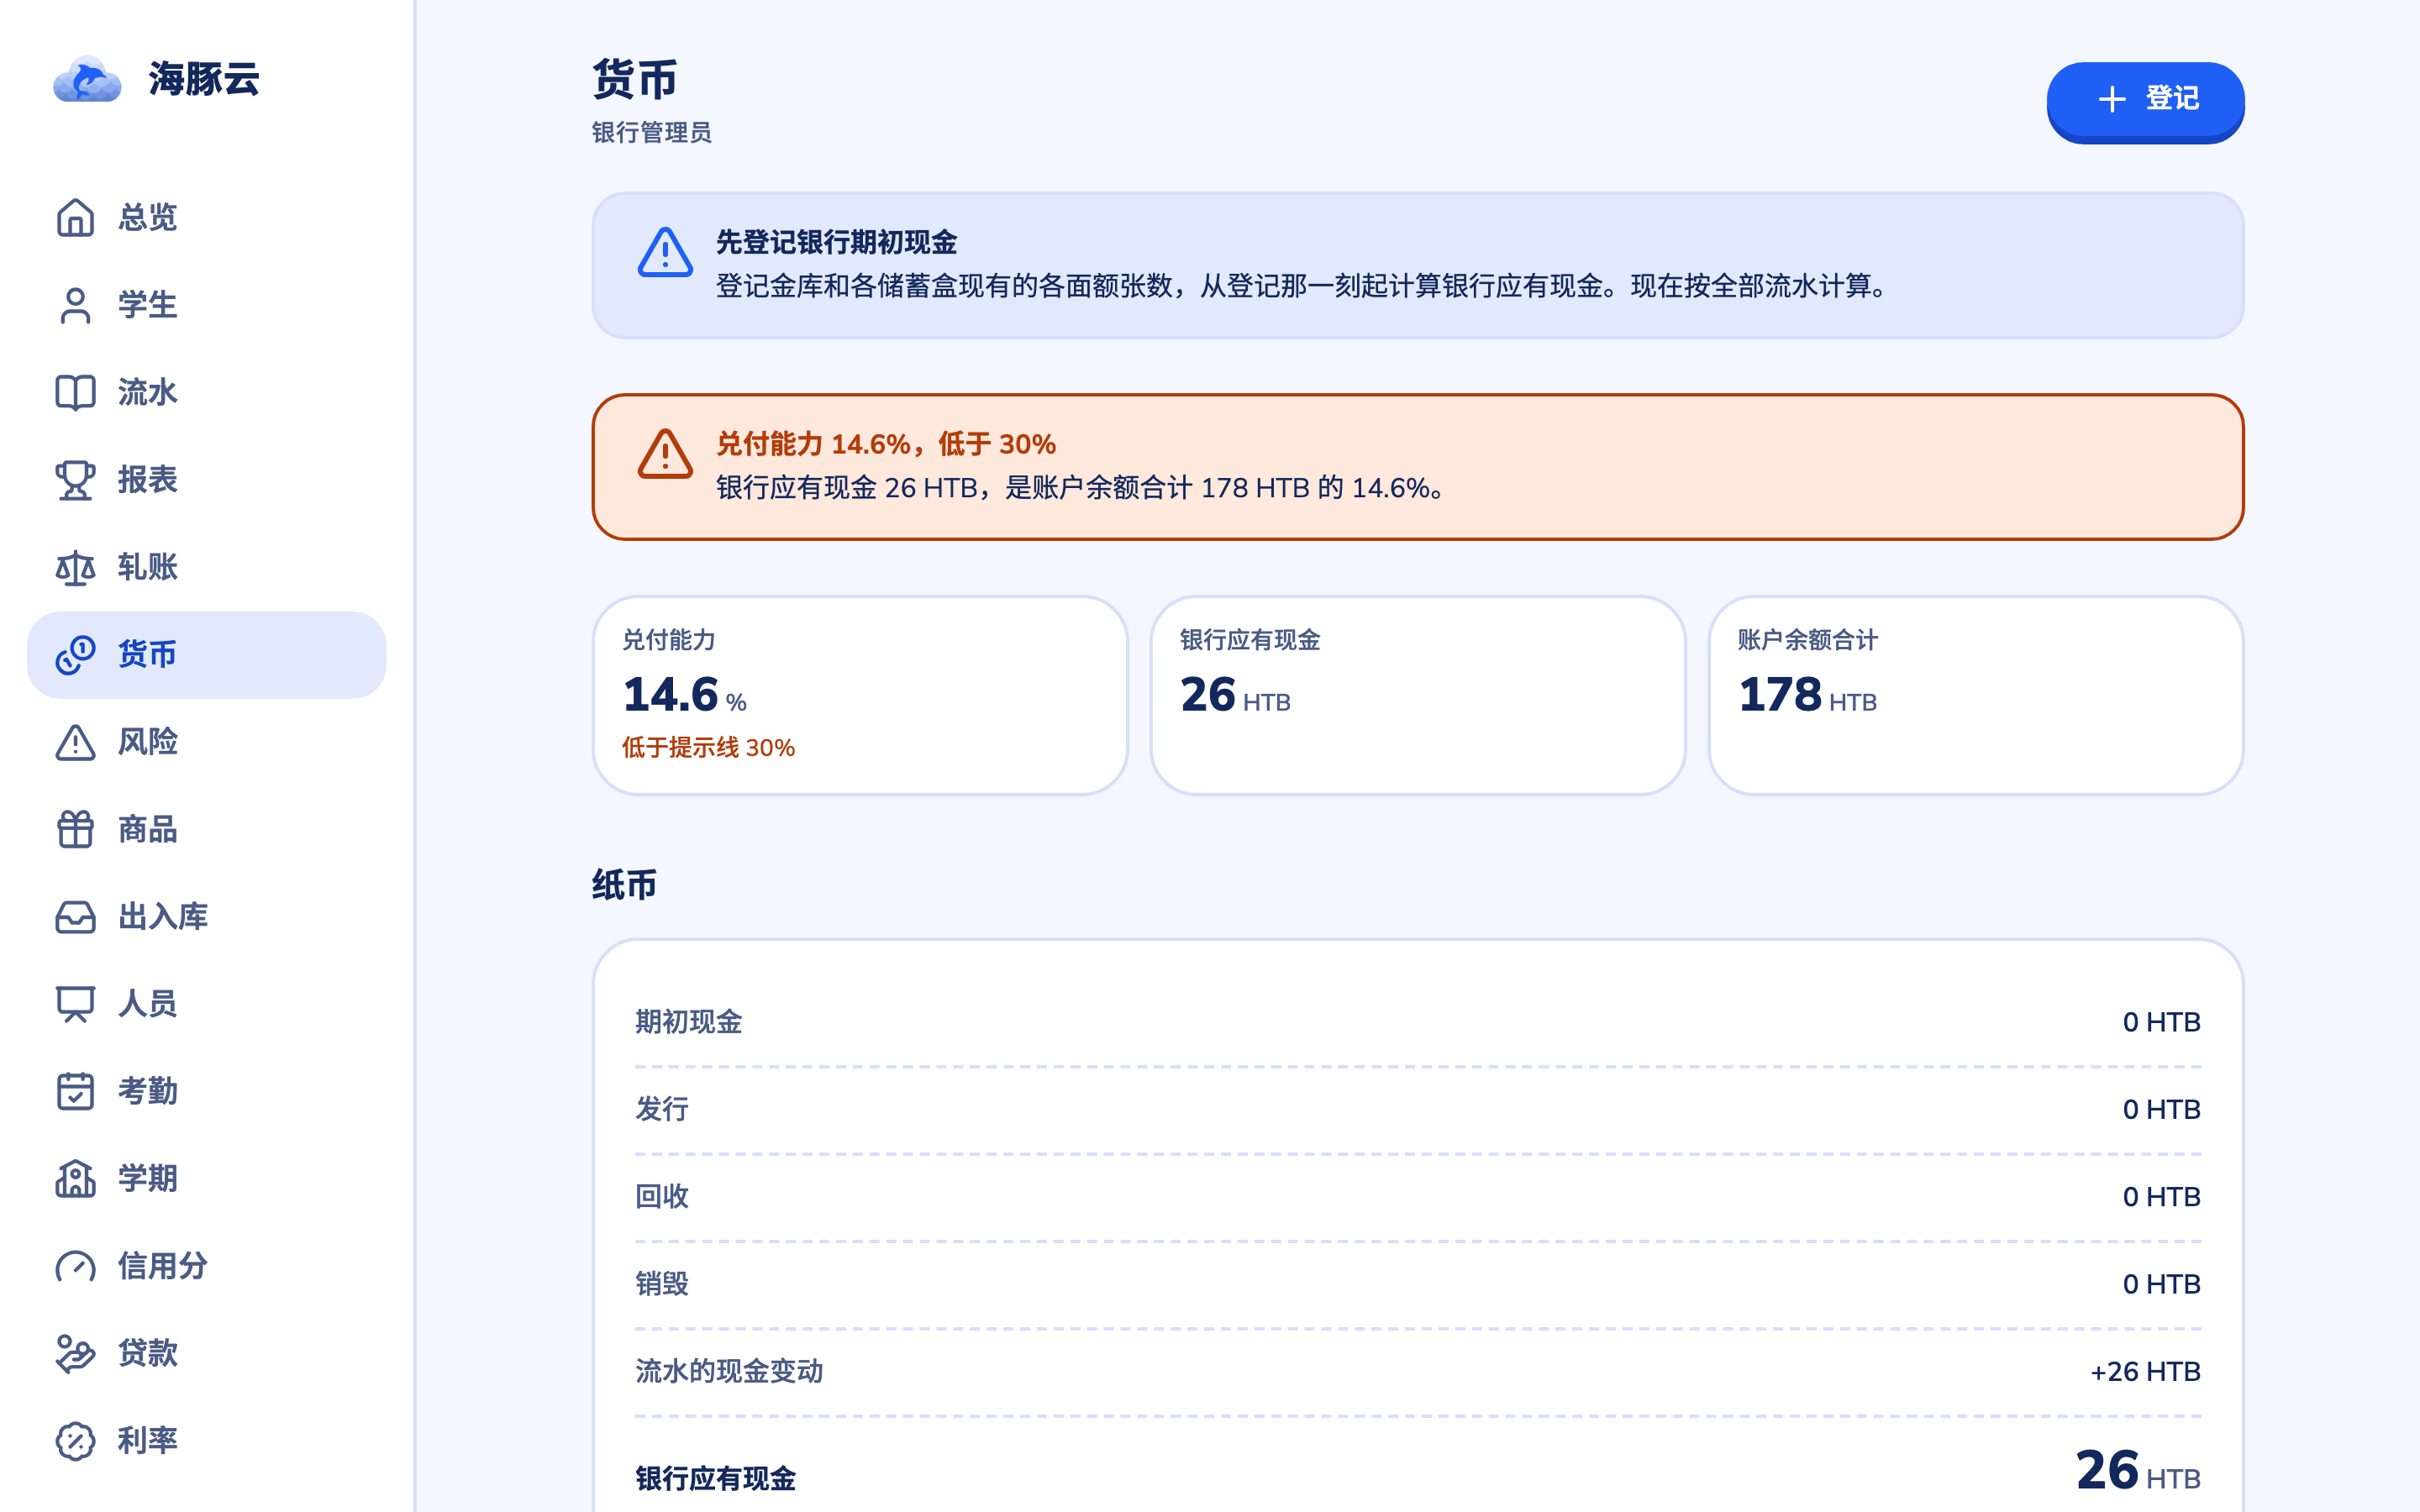 海豚云
总览
学生
流水
报表
轧账
货币
风险
商品
出入库
人员
考勤
学期
信用分
贷款
利率
货币
银行管理员
登记
先登记银行期初现金
登记金库和各储蓄盒现有的各面额张数，从登记那一刻起计算银行应有现金。现在按全部流水计算。
兑付能力 14.6%，低于 30%
银行应有现金 26 HTB，是账户余额合计 178 HTB 的 14.6%。
兑付能力
14.6 %
低于提示线 30%
银行应有现金
26 HTB
账户余额合计
178 HTB
纸币
期初现金 0 HTB
发行 0 HTB
回收 0 HTB
销毁 0 HTB
流水的现金变动 +26 HTB
银行应有现金 26 HTB